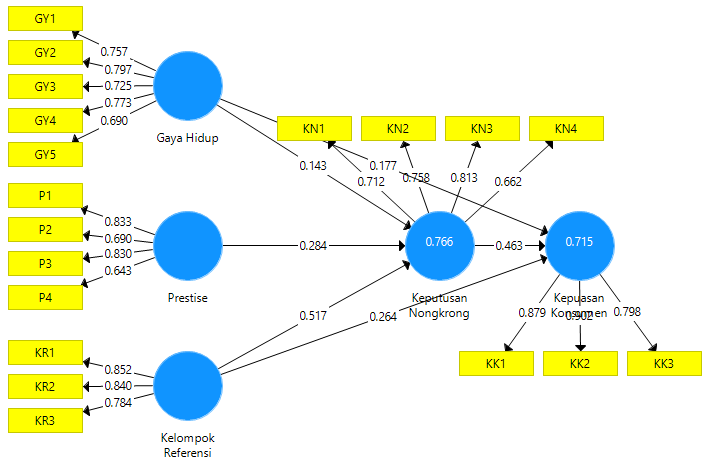 GY1
GY2
GY3
GY4
GY5
0.757
0.797
0.725
0.773
0.690
Gaya Hidup
KN1
KN2
KN3
KN4
0.143
0.177
0.712
0.758
0.813
0.662
P1
P2
P3
P4
0.833
0.690
0.830
0.643
Prestise
0.284
0.766
Keputusan
Nongkrong
0.463
0.715
Kepuasan
Konsumen
0.517
0.264
0.879
0.902
0.798
KK1
KK2
KK3
KR1
KR2
KR3
0.852
0.840
0.784
Kelompok
Referensi